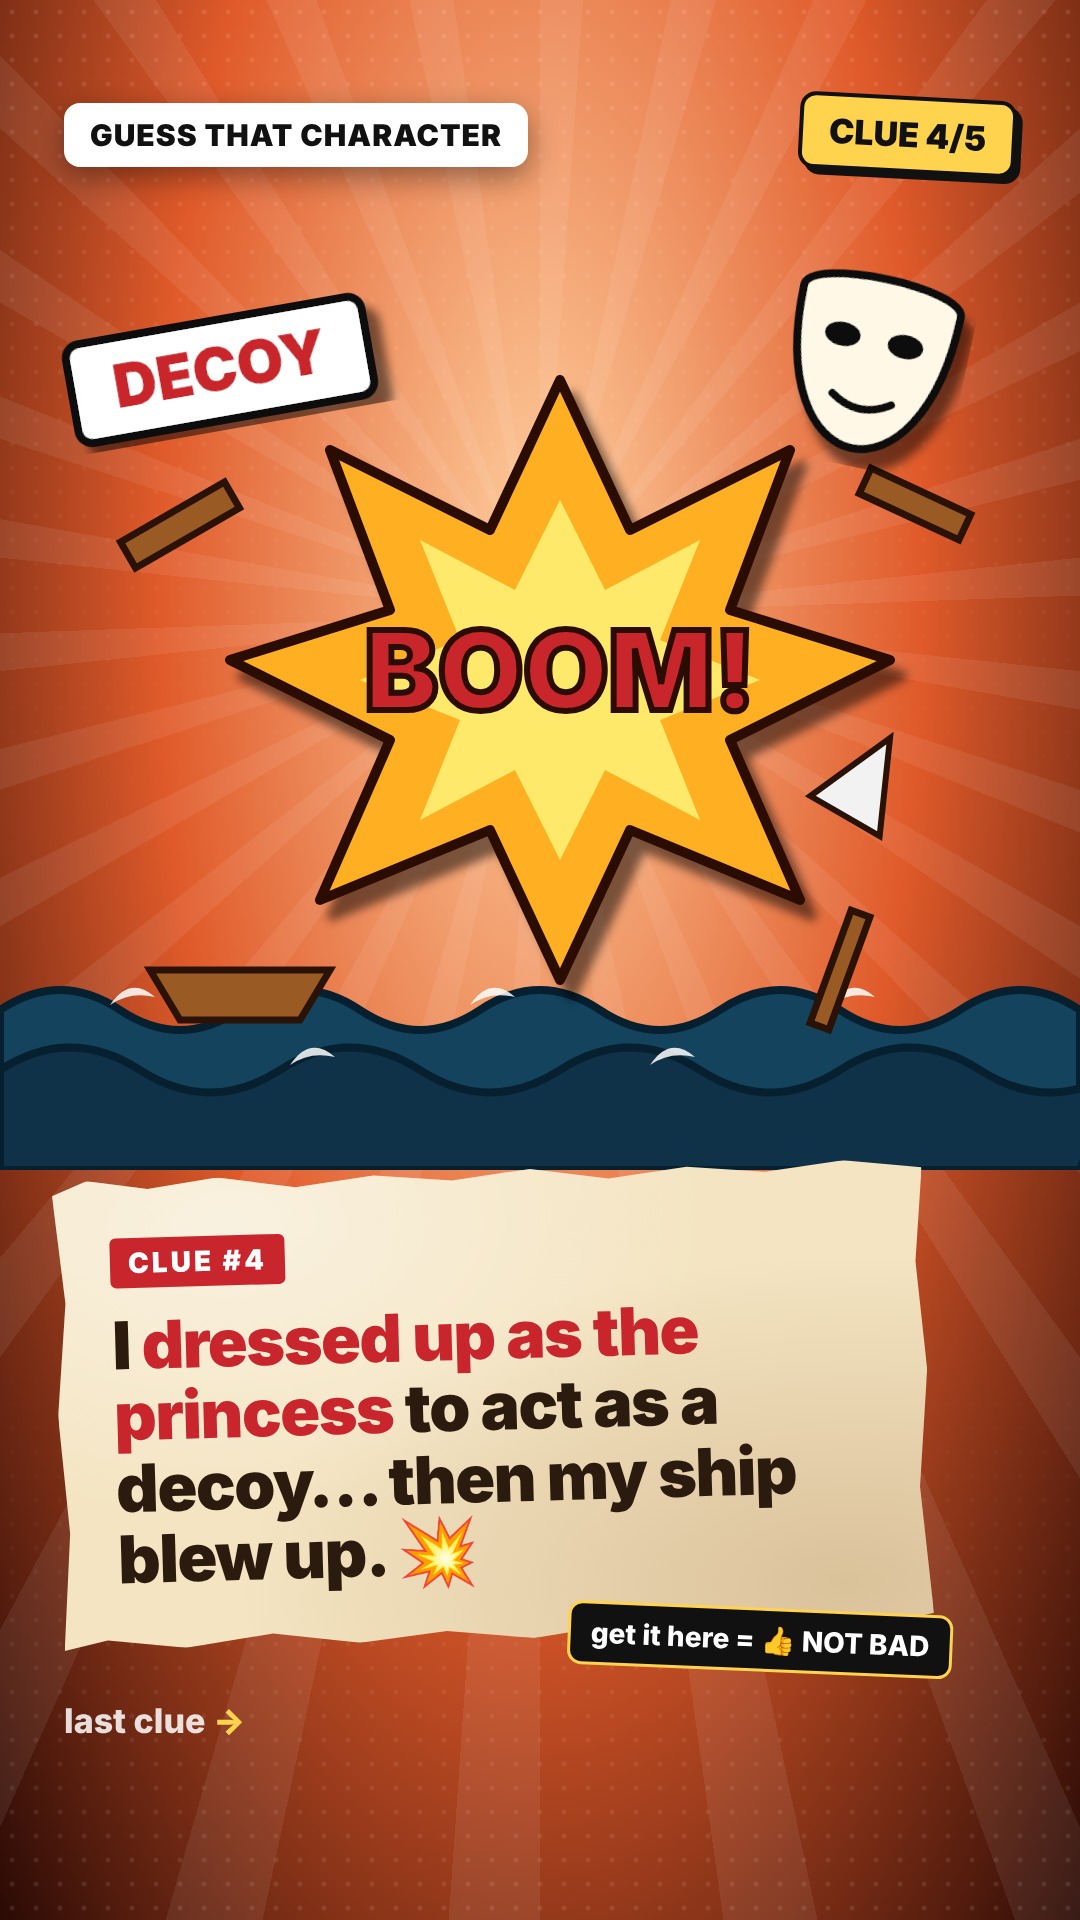 GUESS THAT CHARACTER
CLUE 4/5
DECOY
BOOM!
CLUE #4
I dressed up as the
princess to act as a
decoy... then my ship
blew up. 💥
get it here = 👍 NOT BAD
last clue →